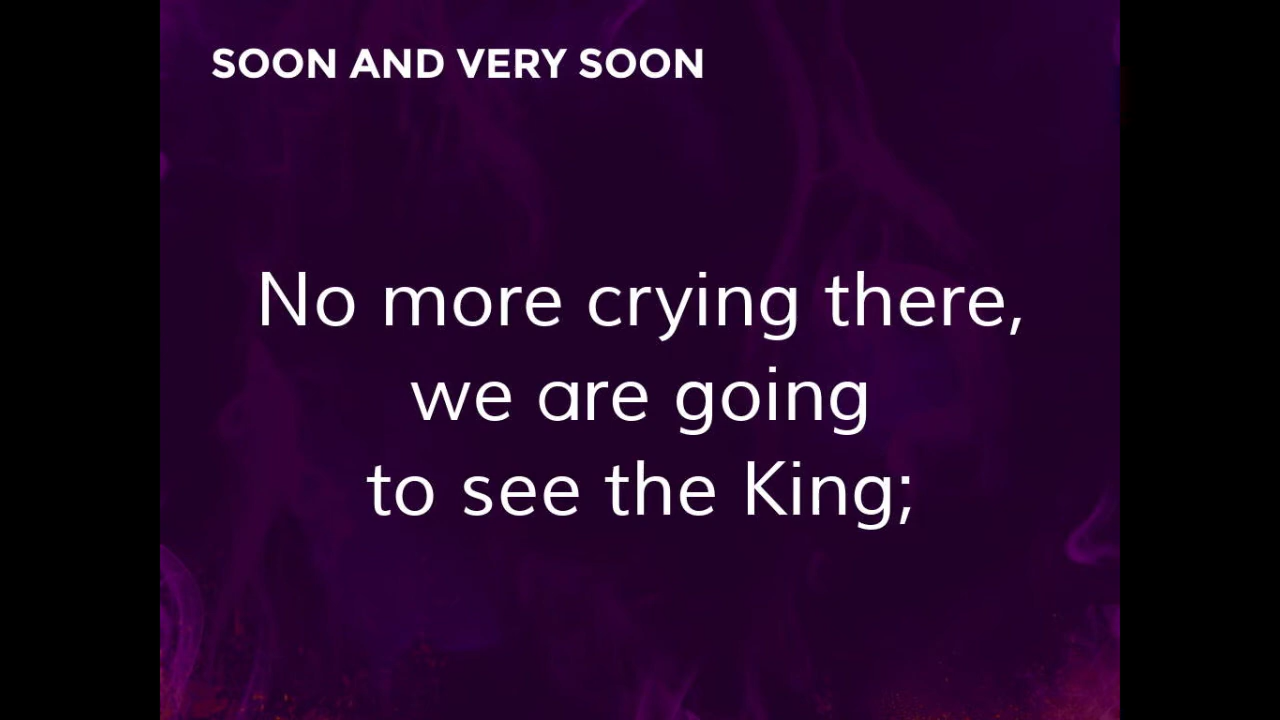 SOON AND VERY SOON
No more crying there,
we are going
to see the King;